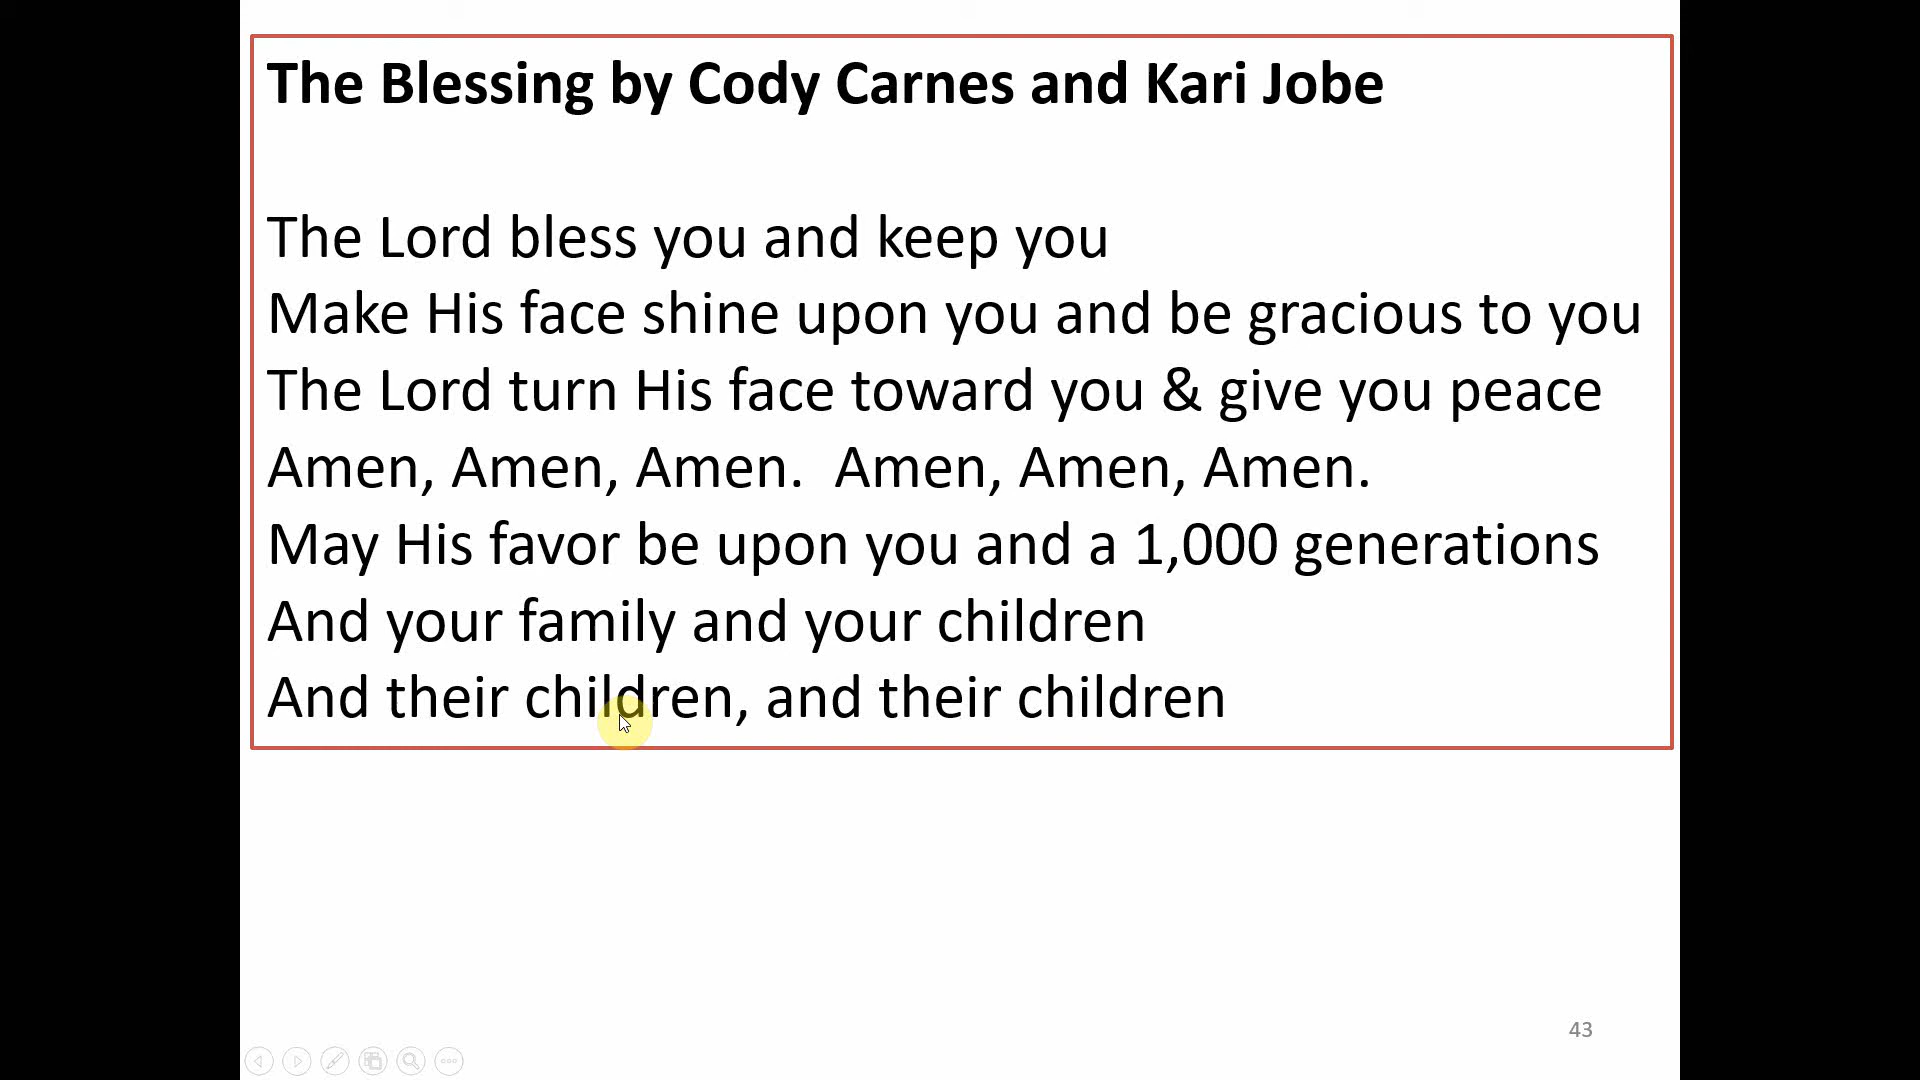 The Blessing by Cody Carnes and Kari Jobe
The Lord bless you and keep you
Make His face shine upon you and be gracious to you
The Lord turn His face toward you & give you peace
Amen, Amen, Amen.  Amen, Amen, Amen.
May His favor be upon you and a 1,000 generations
And your family and your children
And their children, and their children
43